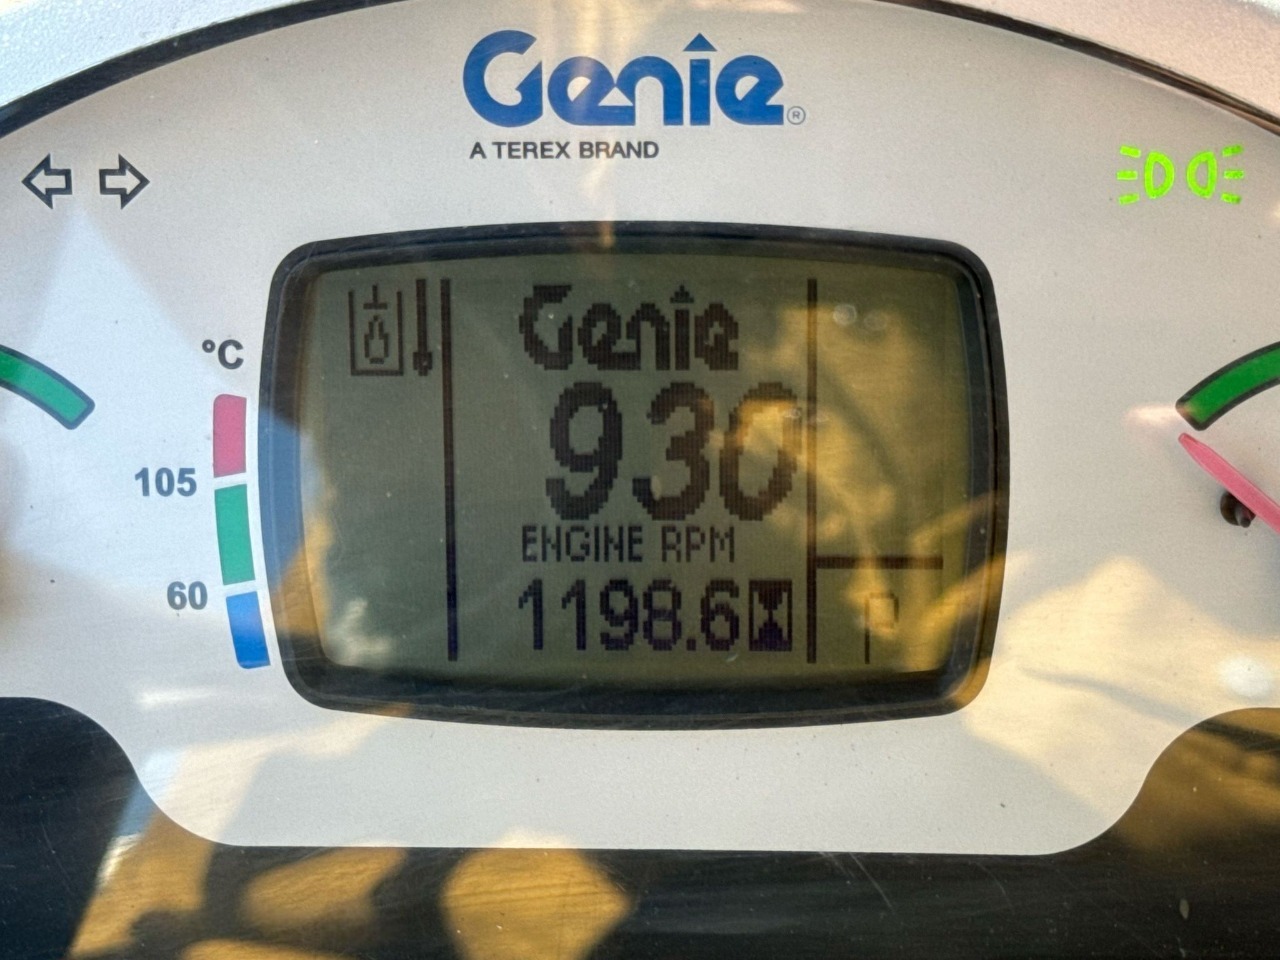 Genie®
A TEREX BRAND
°C
105
60
Genie
930
ENGINE RPM
1198.6
P